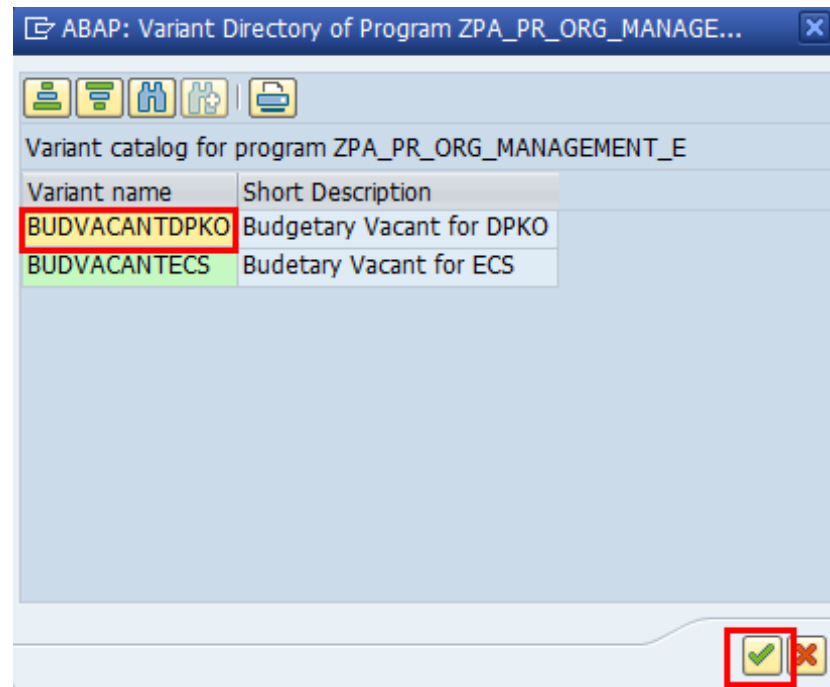 ABAP: Variant Directory of Program ZPA_PR_ORG_MANAGE...
Variant catalog for program ZPA_PR_ORG_MANAGEMENT_E
Variant name Short Description
BUDVACANTDPKO Budgetary Vacant for DPKO
BUDVACANTECS Budetary Vacant for ECS